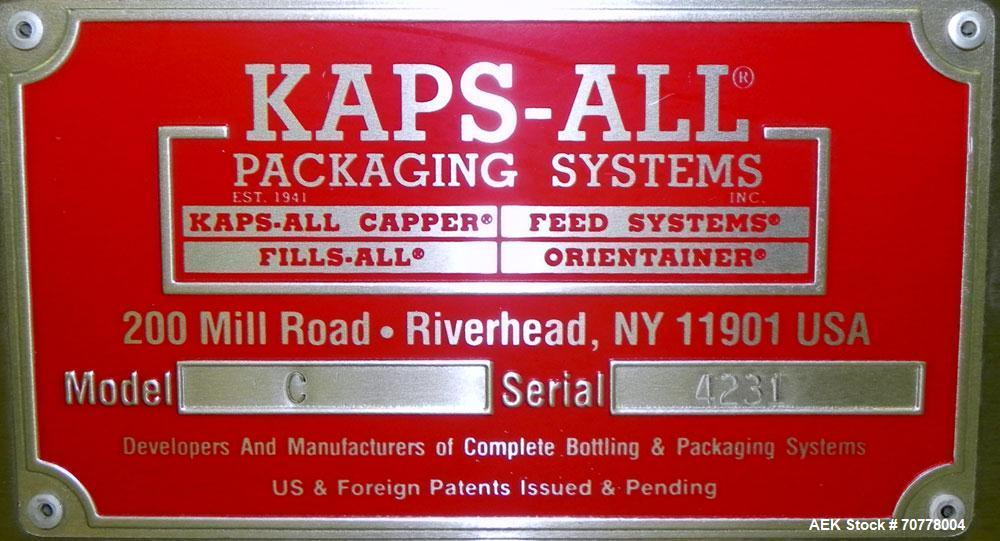 KAPS-ALL®
PACKAGING SYSTEMS
EST. 1941 INC.
KAPS-ALL CAPPER® FEED SYSTEMS®
FILLS-ALL® ORIENTAINER®
200 Mill Road • Riverhead, NY 11901 USA
Model C Serial 4231
Developers And Manufacturers of Complete Bottling & Packaging Systems
US & Foreign Patents Issued & Pending
AEK Stock # 70778004